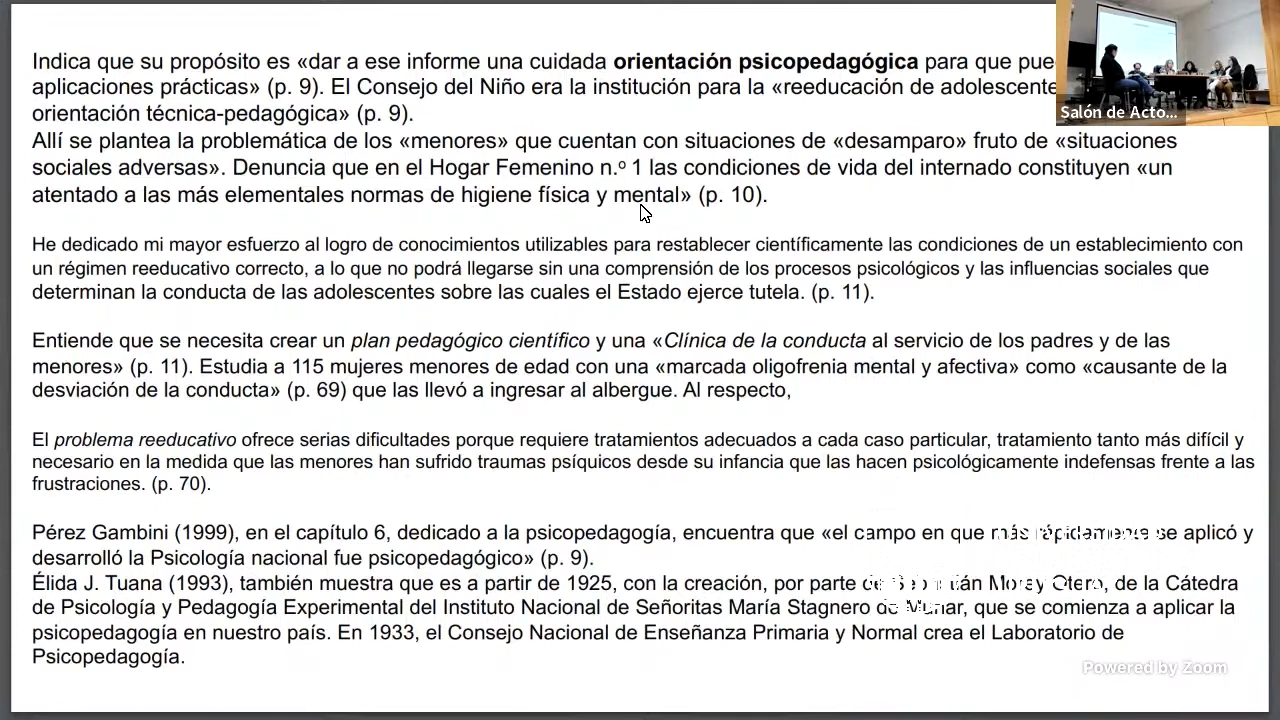 Indica que su propósito es «dar a ese informe una cuidada orientación psicopedagógica para que pue
aplicaciones prácticas» (p. 9). El Consejo del Niño era la institución para la «reeducación de adolescente
orientación técnica-pedagógica» (p. 9).
Allí se plantea la problemática de los «menores» que cuentan con situaciones de «desamparo» fruto de «situaciones
sociales adversas». Denuncia que en el Hogar Femenino n.º 1 las condiciones de vida del internado constituyen «un
atentado a las más elementales normas de higiene física y mental» (p. 10).
He dedicado mi mayor esfuerzo al logro de conocimientos utilizables para restablecer científicamente las condiciones de un establecimiento con
un régimen reeducativo correcto, a lo que no podrá llegarse sin una comprensión de los procesos psicológicos y las influencias sociales que
determinan la conducta de las adolescentes sobre las cuales el Estado ejerce tutela. (p. 11).
Entiende que se necesita crear un plan pedagógico científico y una «Clínica de la conducta al servicio de los padres y de las
menores» (p. 11). Estudia a 115 mujeres menores de edad con una «marcada oligofrenia mental y afectiva» como «causante de la
desviación de la conducta» (p. 69) que las llevó a ingresar al albergue. Al respecto,
El problema reeducativo ofrece serias dificultades porque requiere tratamientos adecuados a cada caso particular, tratamiento tanto más difícil y
necesario en la medida que las menores han sufrido traumas psíquicos desde su infancia que las hacen psicológicamente indefensas frente a las
frustraciones. (p. 70).
Pérez Gambini (1999), en el capítulo 6, dedicado a la psicopedagogía, encuentra que «el campo en que se aplicó y
desarrolló la Psicología nacional fue psicopedagógico» (p. 9).
Élida J. Tuana (1993), también muestra que es a partir de 1925, con la creación, por parte de la Cátedra
de Psicología y Pedagogía Experimental del Instituto Nacional de Señoritas María Stagnero de que se comienza a aplicar la
psicopedagogía en nuestro país. En 1933, el Consejo Nacional de Enseñanza Primaria y Normal crea el Laboratorio de
Psicopedagogía.
Salón de Acto...
Powered by Zoom